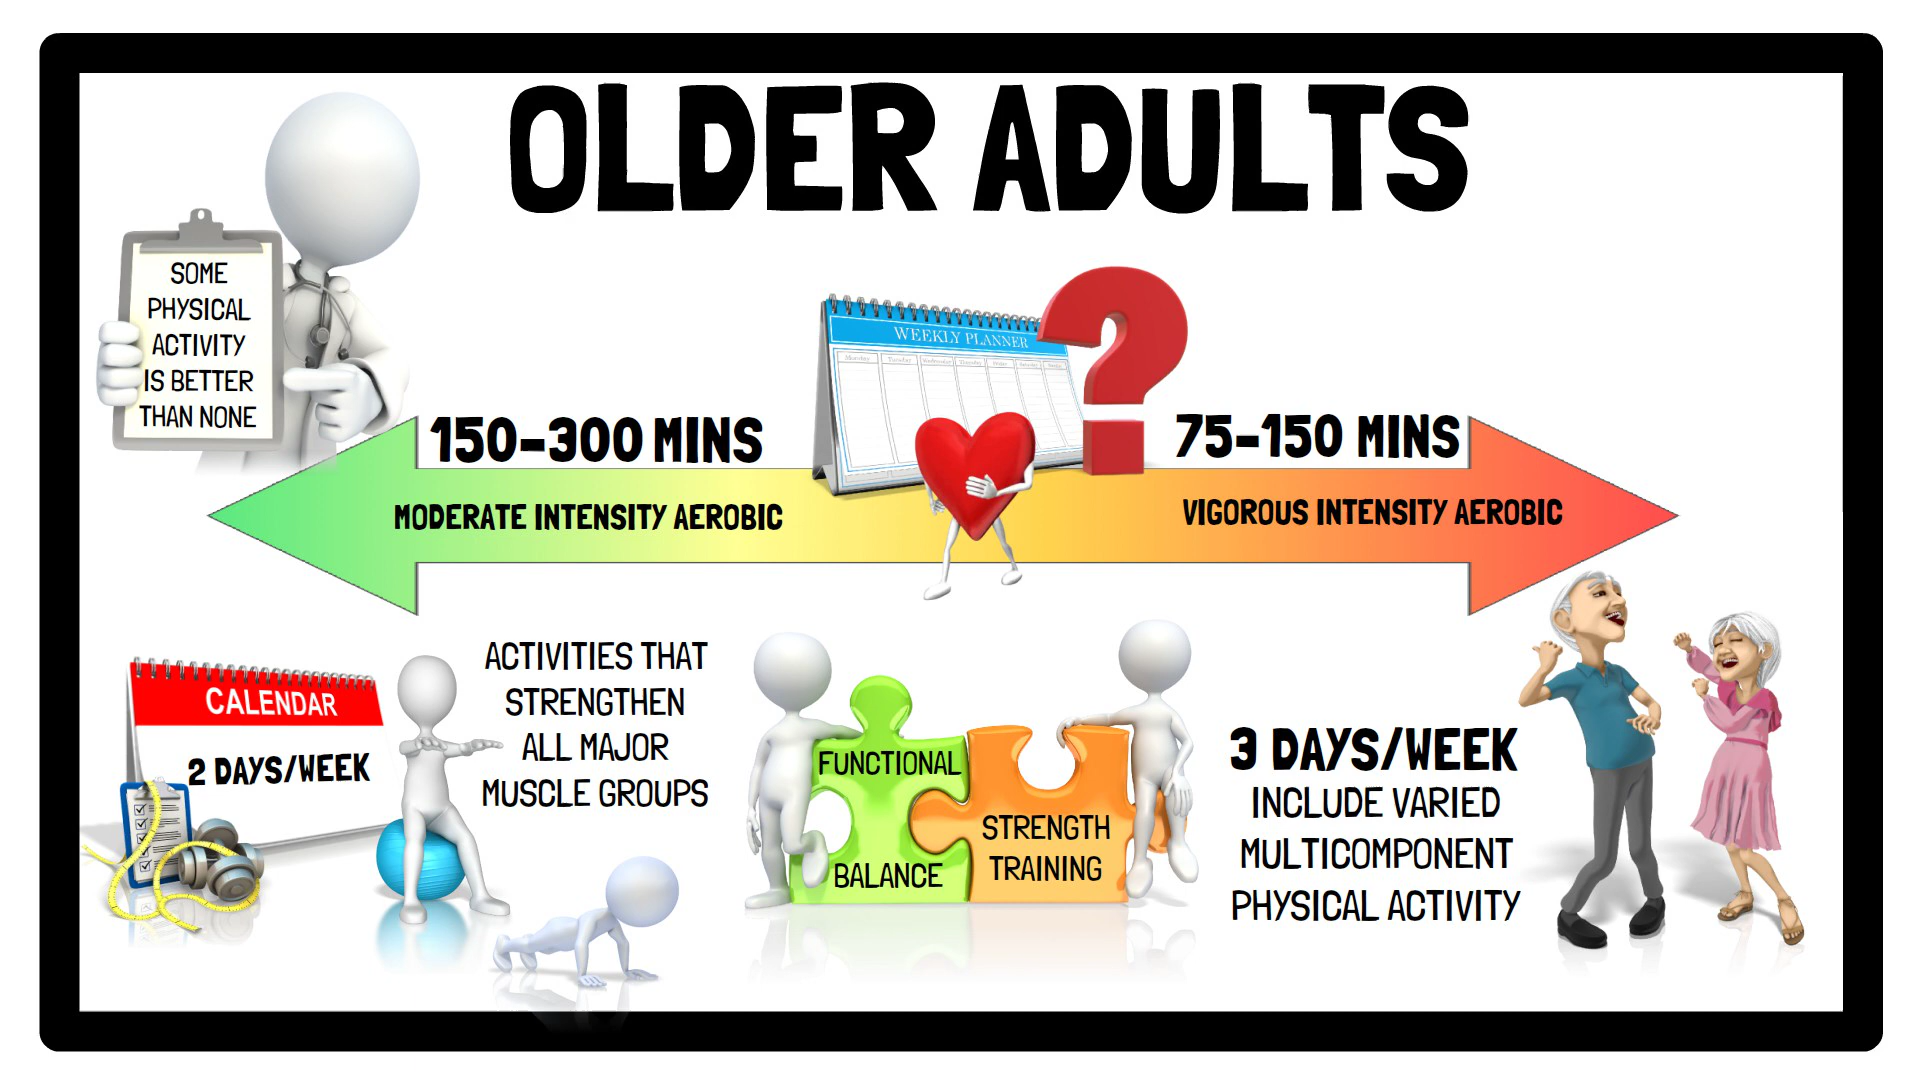 OLDER ADULTS
SOME
PHYSICAL
ACTIVITY
IS BETTER
THAN NONE
WEEKLY PLANNER
150-300 MINS
75-150 MINS
MODERATE INTENSITY AEROBIC
VIGOROUS INTENSITY AEROBIC
CALENDAR
2 DAYS/WEEK
ACTIVITIES THAT
STRENGTHEN
ALL MAJOR
MUSCLE GROUPS
FUNCTIONAL
BALANCE
STRENGTH
TRAINING
3 DAYS/WEEK
INCLUDE VARIED
MULTICOMPONENT
PHYSICAL ACTIVITY